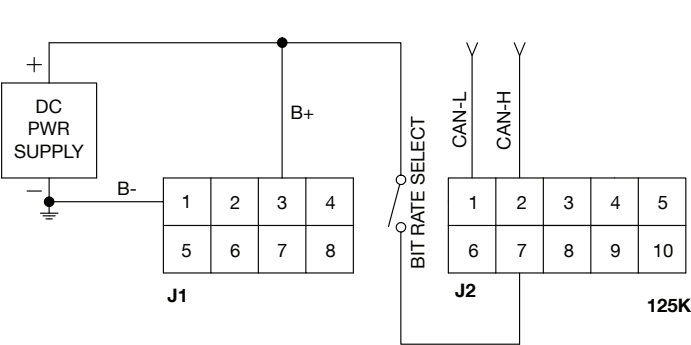 +
DC
PWR
SUPPLY
−
B-
B+
1 2 3 4
5 6 7 8
J1
BIT RATE SELECT
CAN-L
CAN-H
1 2 3 4 5
6 7 8 9 10
J2
125K